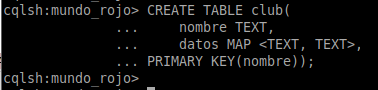 cqlsh:mundo_rojo> CREATE TABLE club(
              ...     nombre TEXT,
              ...     datos MAP <TEXT, TEXT>,
              ... PRIMARY KEY(nombre));
cqlsh:mundo_rojo>